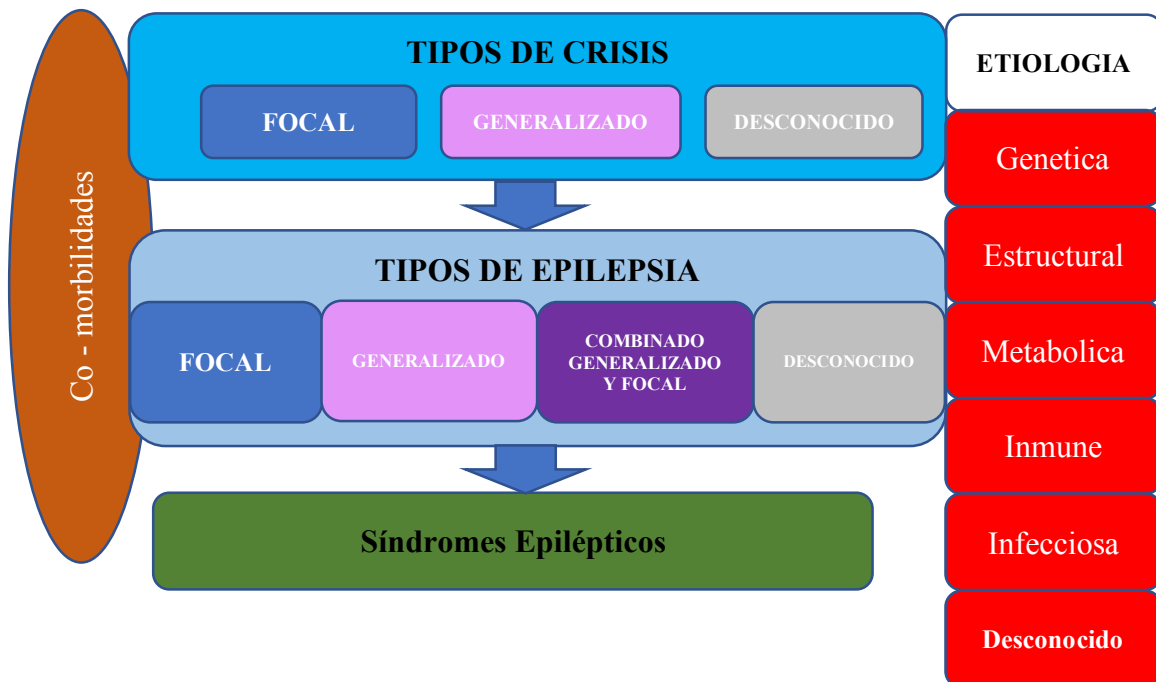 TIPOS DE CRISIS
FOCAL
GENERALIZADO
DESCONOCIDO
Co - morbilidades
TIPOS DE EPILEPSIA
FOCAL
GENERALIZADO
COMBINADO
GENERALIZADO
Y FOCAL
DESCONOCIDO
Síndromes Epilépticos
ETIOLOGIA
Genetica
Estructural
Metabolica
Inmune
Infecciosa
Desconocido